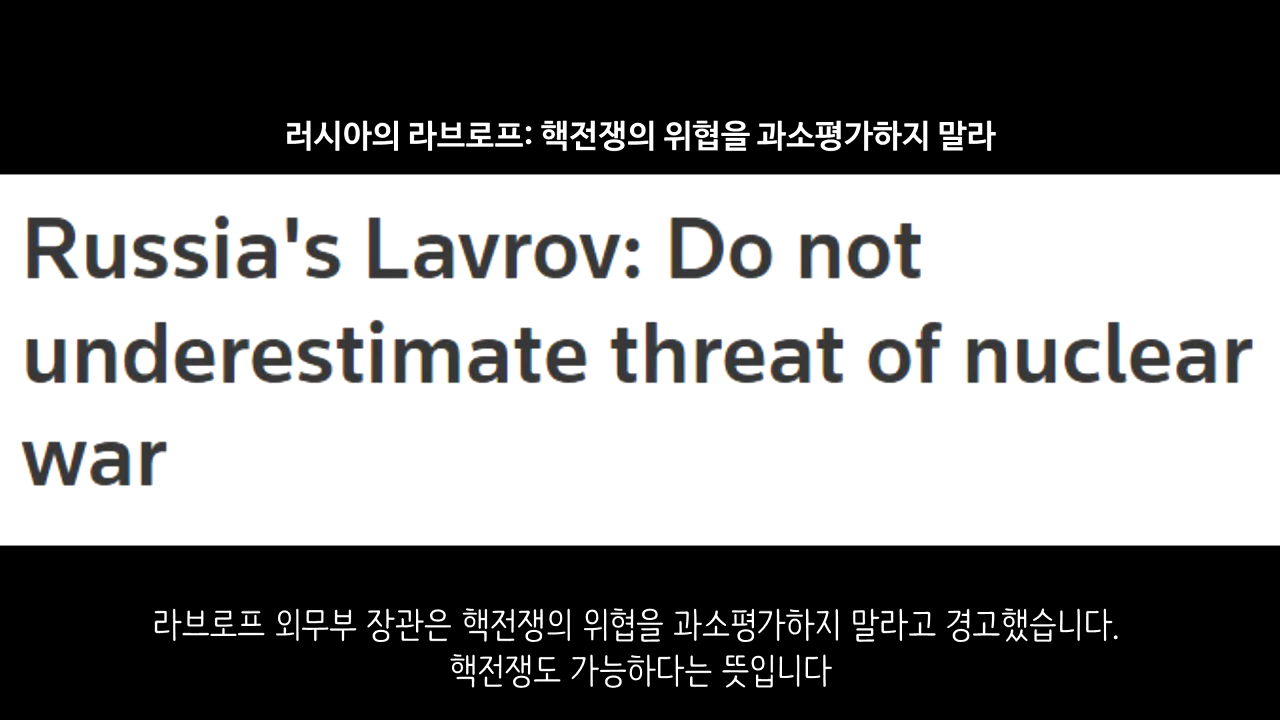 러시아의 라브로프: 핵전쟁의 위협을 과소평가하지 말라
Russia's Lavrov: Do not
underestimate threat of nuclear
war
라브로프 외무부 장관은 핵전쟁의 위협을 과소평가하지 말라고 경고했습니다.
핵전쟁도 가능하다는 뜻입니다